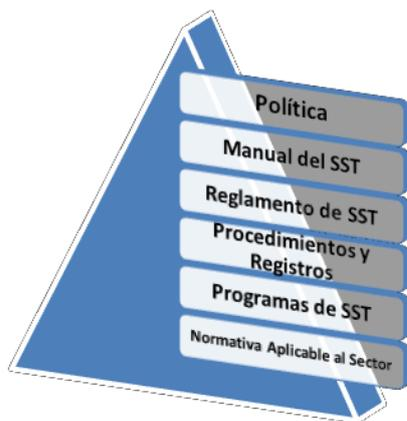 Política
Manual del SST
Reglamento de SST
Procedimientos y
Registros
Programas de SST
Normativa Aplicable al Sector